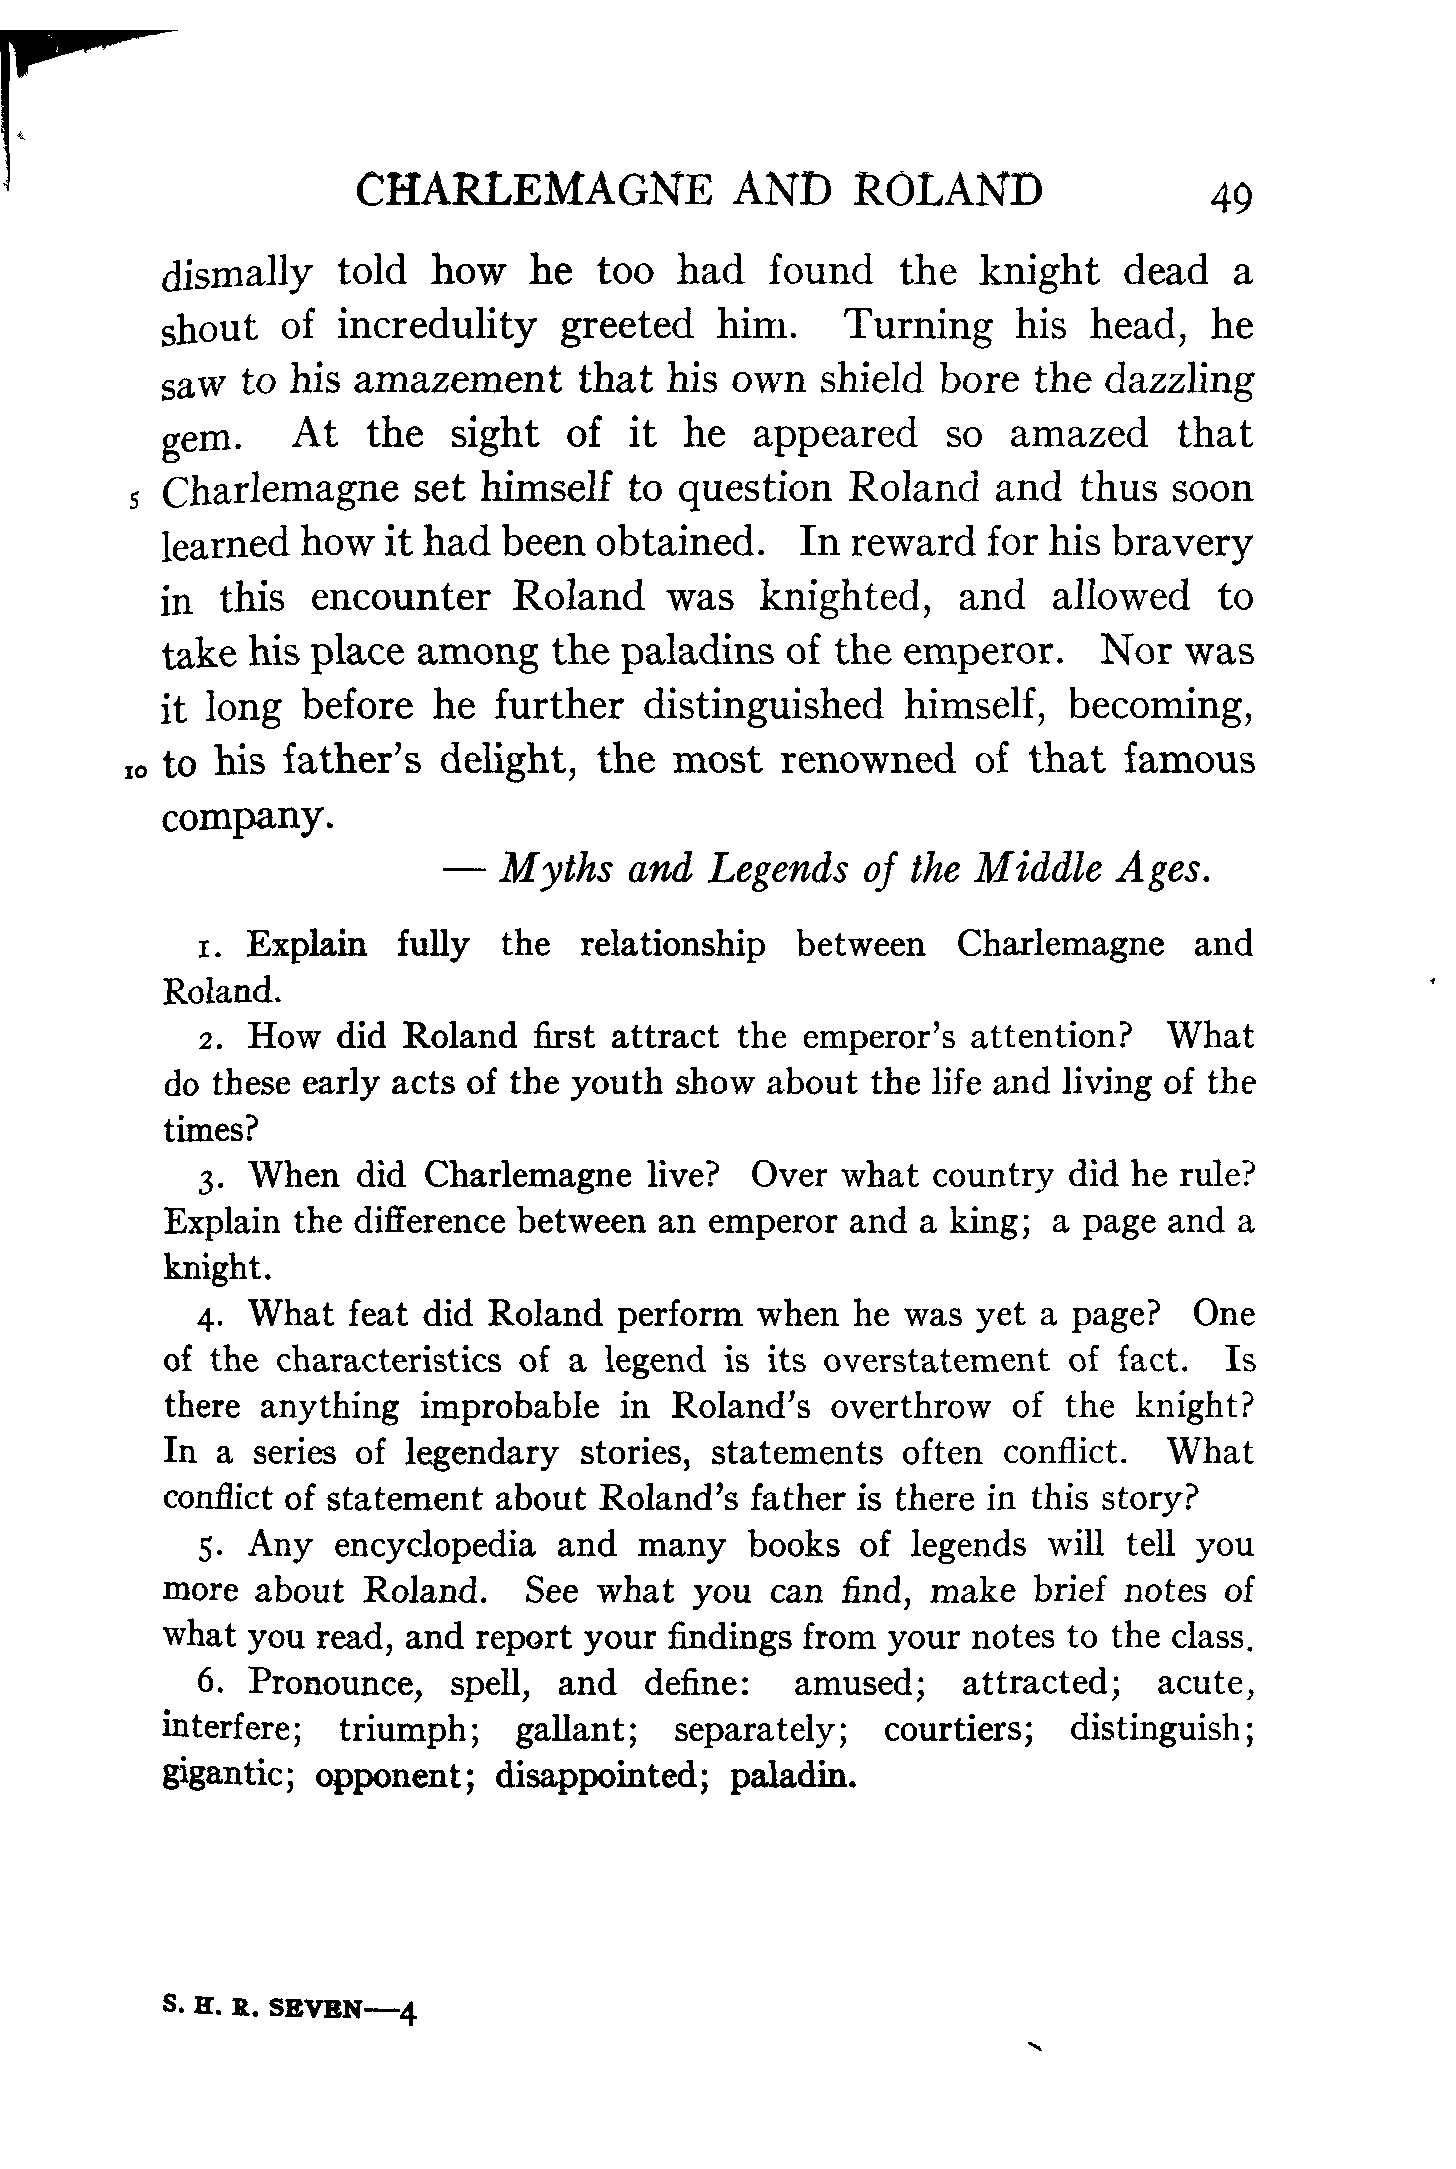 CHARLEMAGNE AND ROLAND 49
dismally told how he too had found the knight dead a
shout of incredulity greeted him. Turning his head, he
saw to his amazement that his own shield bore the dazzling
gem. At the sight of it he appeared so amazed that
5 Charlemagne set himself to question Roland and thus soon
learned how it had been obtained. In reward for his bravery
in this encounter Roland was knighted, and allowed to
take his place among the paladins of the emperor. Nor was
it long before he further distinguished himself, becoming,
10 to his father's delight, the most renowned of that famous
company.
— Myths and Legends of the Middle Ages.
1. Explain fully the relationship between Charlemagne and
Roland.
2. How did Roland first attract the emperor's attention? What
do these early acts of the youth show about the life and living of the
times?
3. When did Charlemagne live? Over what country did he rule?
Explain the difference between an emperor and a king; a page and a
knight.
4. What feat did Roland perform when he was yet a page? One
of the characteristics of a legend is its overstatement of fact. Is
there anything improbable in Roland's overthrow of the knight?
In a series of legendary stories, statements often conflict. What
conflict of statement about Roland's father is there in this story?
5. Any encyclopedia and many books of legends will tell you
more about Roland. See what you can find, make brief notes of
what you read, and report your findings from your notes to the class.
6. Pronounce, spell, and define: amused; attracted; acute,
interfere; triumph; gallant; separately; courtiers; distinguish;
gigantic; opponent; disappointed; paladin.
S. H. R. SEVEN—4